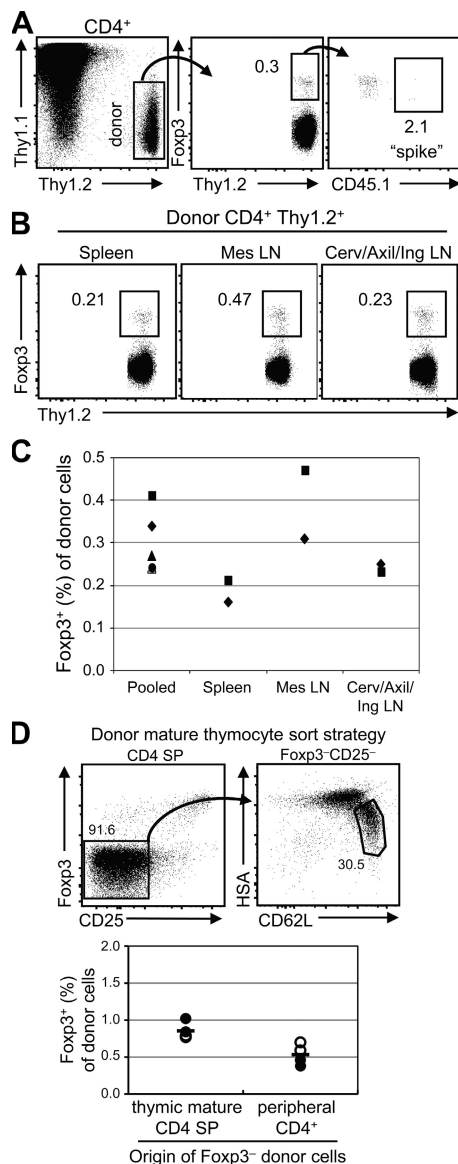 A
CD4+
Thy1.1
donor
Thy1.2
Foxp3
0.3
Thy1.2
2.1
“spike”
CD45.1
B
Donor CD4+ Thy1.2+
Spleen
Mes LN
Cerv/Axil/Ing LN
Foxp3
0.21
0.47
0.23
Thy1.2
C
Foxp3+ (%) of donor cells
0.5
0.4
0.3
0.2
0.1
0.0
Pooled
Spleen
Mes LN
Cerv/Axil/
Ing LN
D
Donor mature thymocyte sort strategy
CD4 SP
Foxp3–CD25–
Foxp3
91.6
CD25
HSA
30.5
CD62L
Foxp3+ (%)
of donor cells
2.0
1.5
1.0
0.5
0.0
thymic mature
CD4 SP
peripheral
CD4+
Origin of Foxp3– donor cells